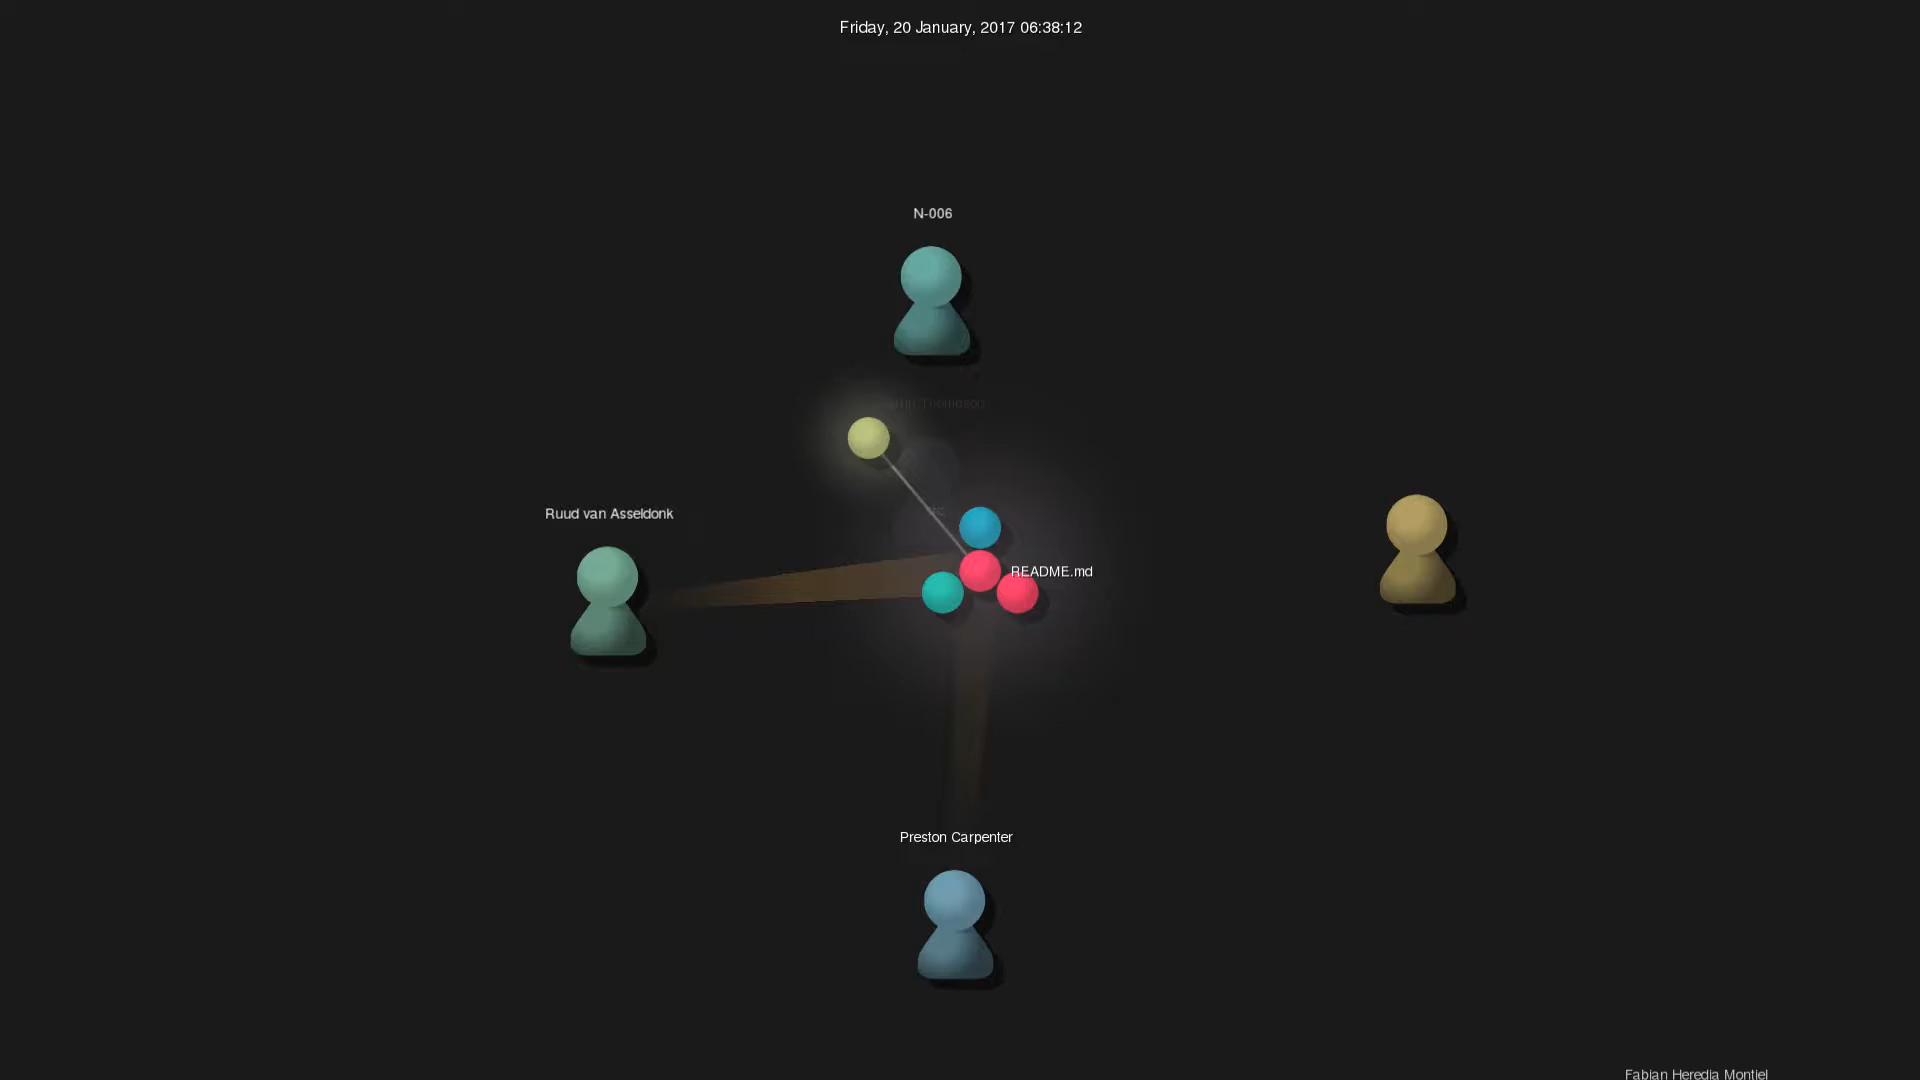 Friday, 20 January, 2017 06:38:12
N-006
Ruud van Asseldonk
README.md
Preston Carpenter
Fabian Heredia Montiel